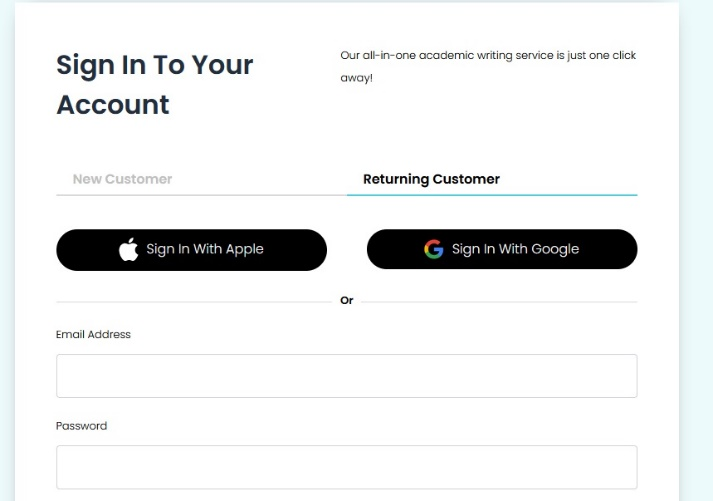 Sign In To Your
Account
Our all-in-one academic writing service is just one click
away!
New Customer
Returning Customer
Sign In With Apple
Sign In With Google
Or
Email Address
Password